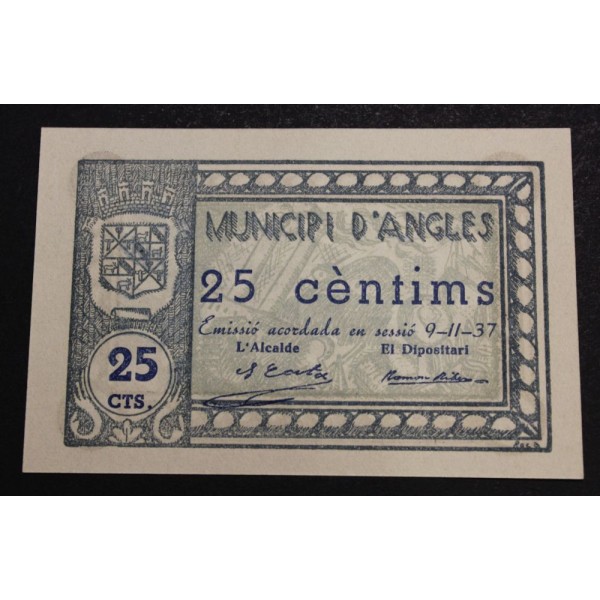 MUNICIPI D'ANGLES
25 cèntims
Emissió acordada en sessió 9-11-37
L'Alcalde El Dipositari
25
CTS.